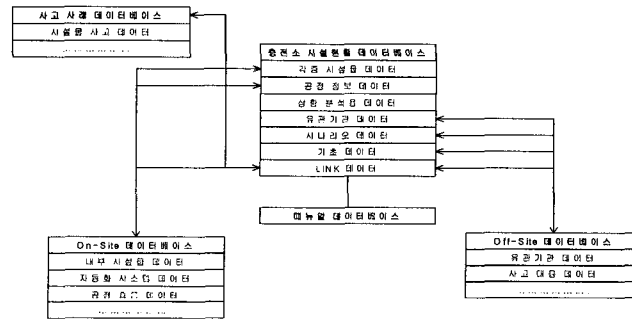 사고 사례 데이터베이스
시설물 사고 데이터
충전소 시설현황 데이터베이스
각종 시설물 데이터
공정 정보 데이터
상황 분석용 데이터
유관기관 데이터
시나리오 데이터
기초 데이터
LINK 데이터
매뉴얼 데이터베이스
On-Site 데이터베이스
내부 시설물 데이터
자동화 시스템 데이터
공정 흐름 데이터
Off-Site 데이터베이스
유관기관 데이터
사고 대응 데이터